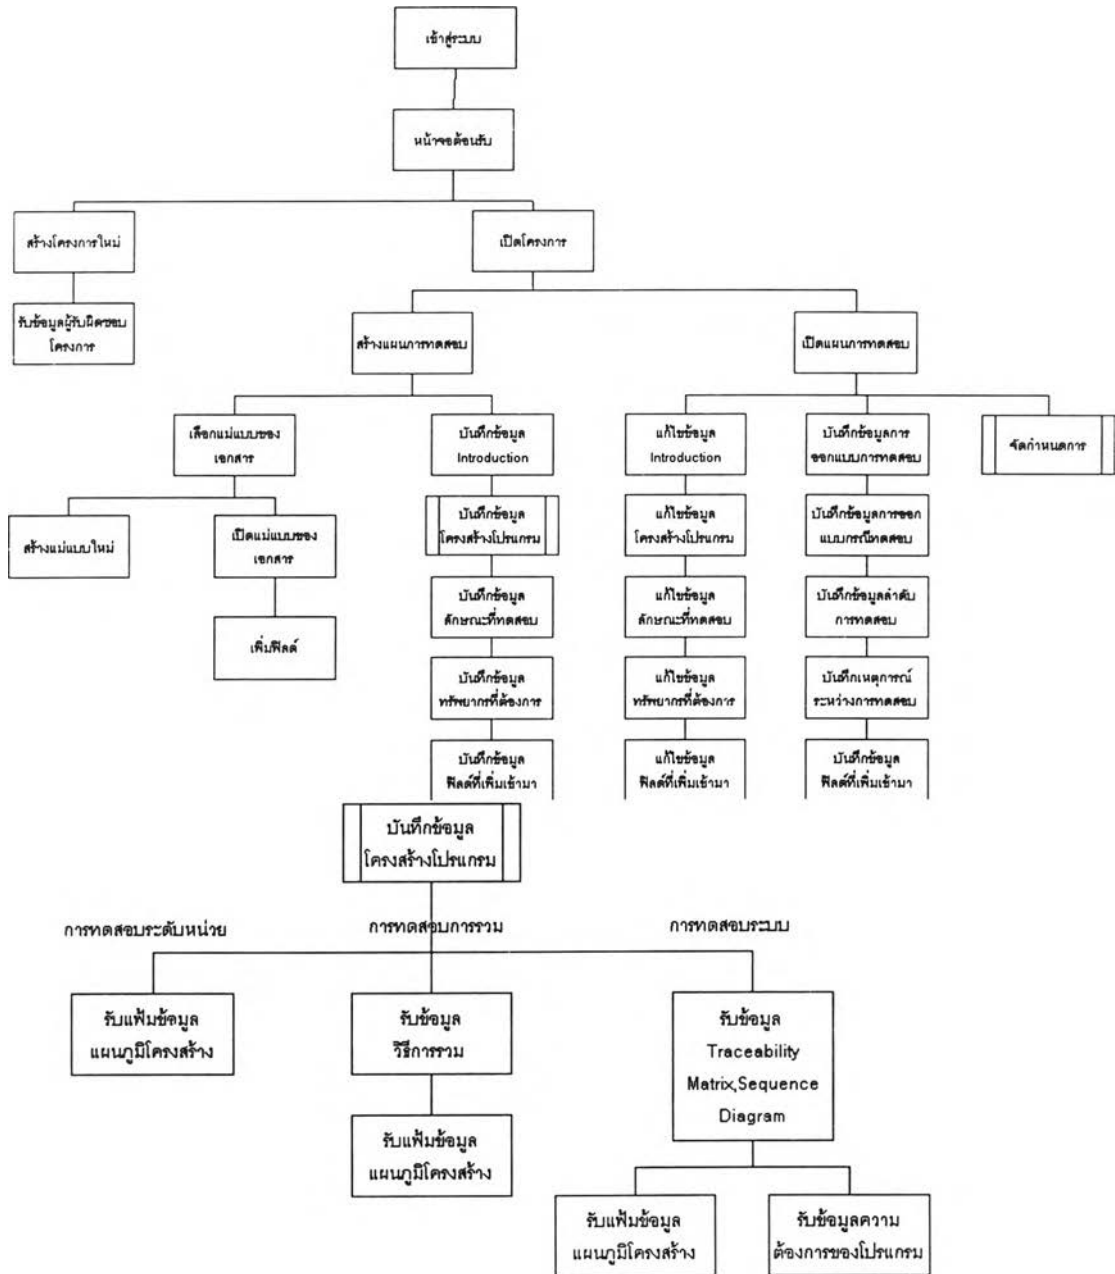 เข้าสู่ระบบ
หน้าจอต้อนรับ
สร้างโครงการใหม่
เปิดโครงการ
รับข้อมูลผู้รับผิดชอบ
โครงการ
สร้างแผนการทดสอบ
เปิดแผนการทดสอบ
เลือกแม่แบบของ
เอกสาร
บันทึกข้อมูล
Introduction
แก้ไขข้อมูล
Introduction
บันทึกข้อมูลการ
ออกแบบการทดสอบ
จัดกำหนดการ
สร้างแม่แบบใหม่
เปิดแม่แบบของ
เอกสาร
บันทึกข้อมูล
โครงสร้างโปรแกรม
แก้ไขข้อมูล
โครงสร้างโปรแกรม
บันทึกข้อมูลการออก
แบบกรณีทดสอบ
เพิ่มฟิลด์
บันทึกข้อมูล
ลักษณะที่ทดสอบ
แก้ไขข้อมูล
ลักษณะที่ทดสอบ
บันทึกข้อมูลลำดับ
การทดสอบ
บันทึกข้อมูล
ทรัพยากรที่ต้องการ
แก้ไขข้อมูล
ทรัพยากรที่ต้องการ
บันทึกเหตุการณ์
ระหว่างการทดสอบ
บันทึกข้อมูล
ฟิลด์ที่เพิ่มเข้ามา
แก้ไขข้อมูล
ฟิลด์ที่เพิ่มเข้ามา
บันทึกข้อมูล
ฟิลด์ที่เพิ่มเข้ามา
บันทึกข้อมูล
โครงสร้างโปรแกรม
การทดสอบระดับหน่วย
การทดสอบการรวม
การทดสอบระบบ
รับแฟ้มข้อมูล
แผนภูมิโครงสร้าง
รับข้อมูล
วิธีการรวม
รับข้อมูล
Traceability
Matrix,Sequence
Diagram
รับแฟ้มข้อมูล
แผนภูมิโครงสร้าง
รับแฟ้มข้อมูล
แผนภูมิโครงสร้าง
รับข้อมูลความ
ต้องการของโปรแกรม